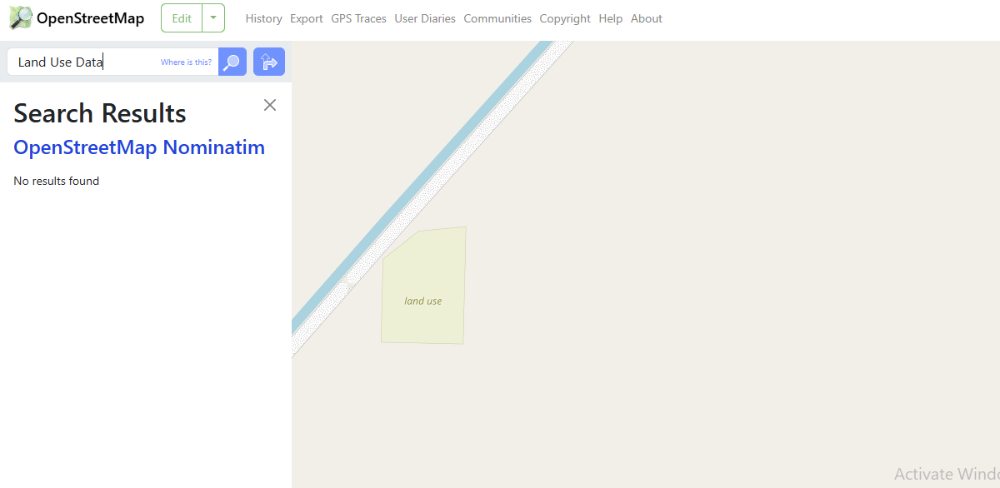 OpenStreetMap Edit History Export GPS Traces User Diaries Communities Copyright Help About
Land Use Data Where is this?
Search Results
OpenStreetMap Nominatim
No results found
land use
Activate Windo